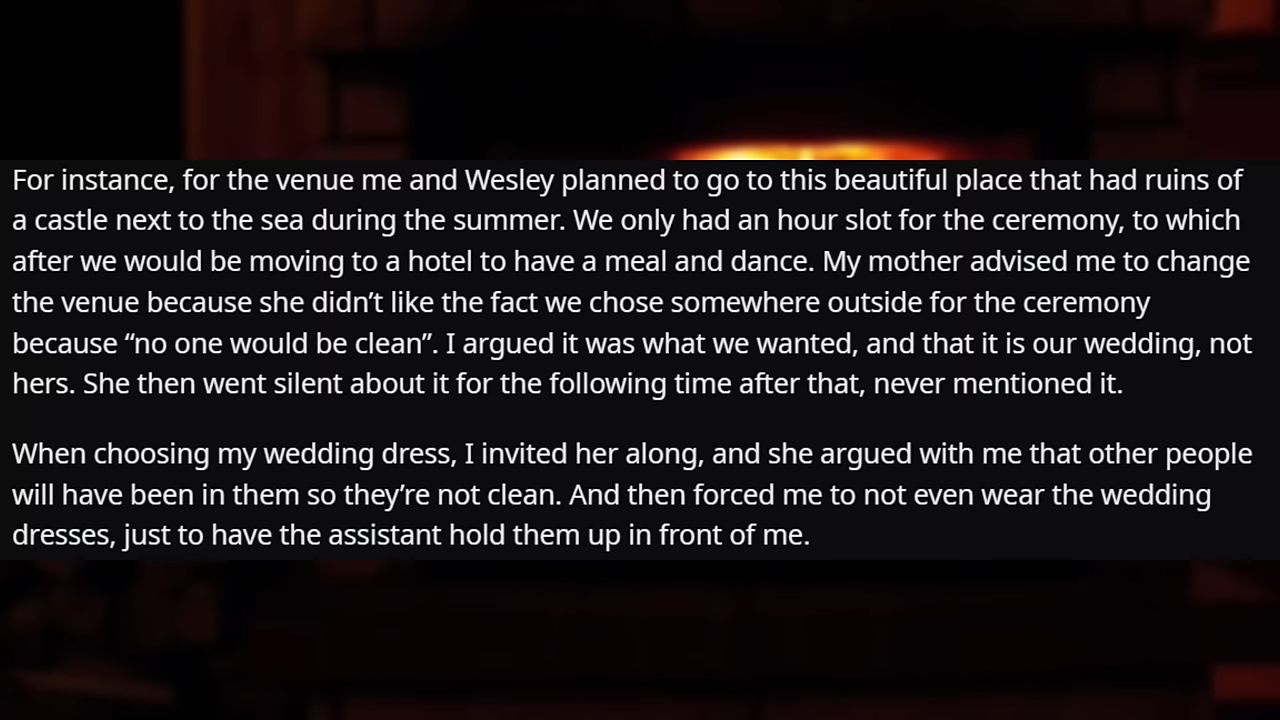 For instance, for the venue me and Wesley planned to go to this beautiful place that had ruins of
a castle next to the sea during the summer. We only had an hour slot for the ceremony, to which
after we would be moving to a hotel to have a meal and dance. My mother advised me to change
the venue because she didn’t like the fact we chose somewhere outside for the ceremony
because “no one would be clean”. I argued it was what we wanted, and that it is our wedding, not
hers. She then went silent about it for the following time after that, never mentioned it.
When choosing my wedding dress, I invited her along, and she argued with me that other people
will have been in them so they’re not clean. And then forced me to not even wear the wedding
dresses, just to have the assistant hold them up in front of me.